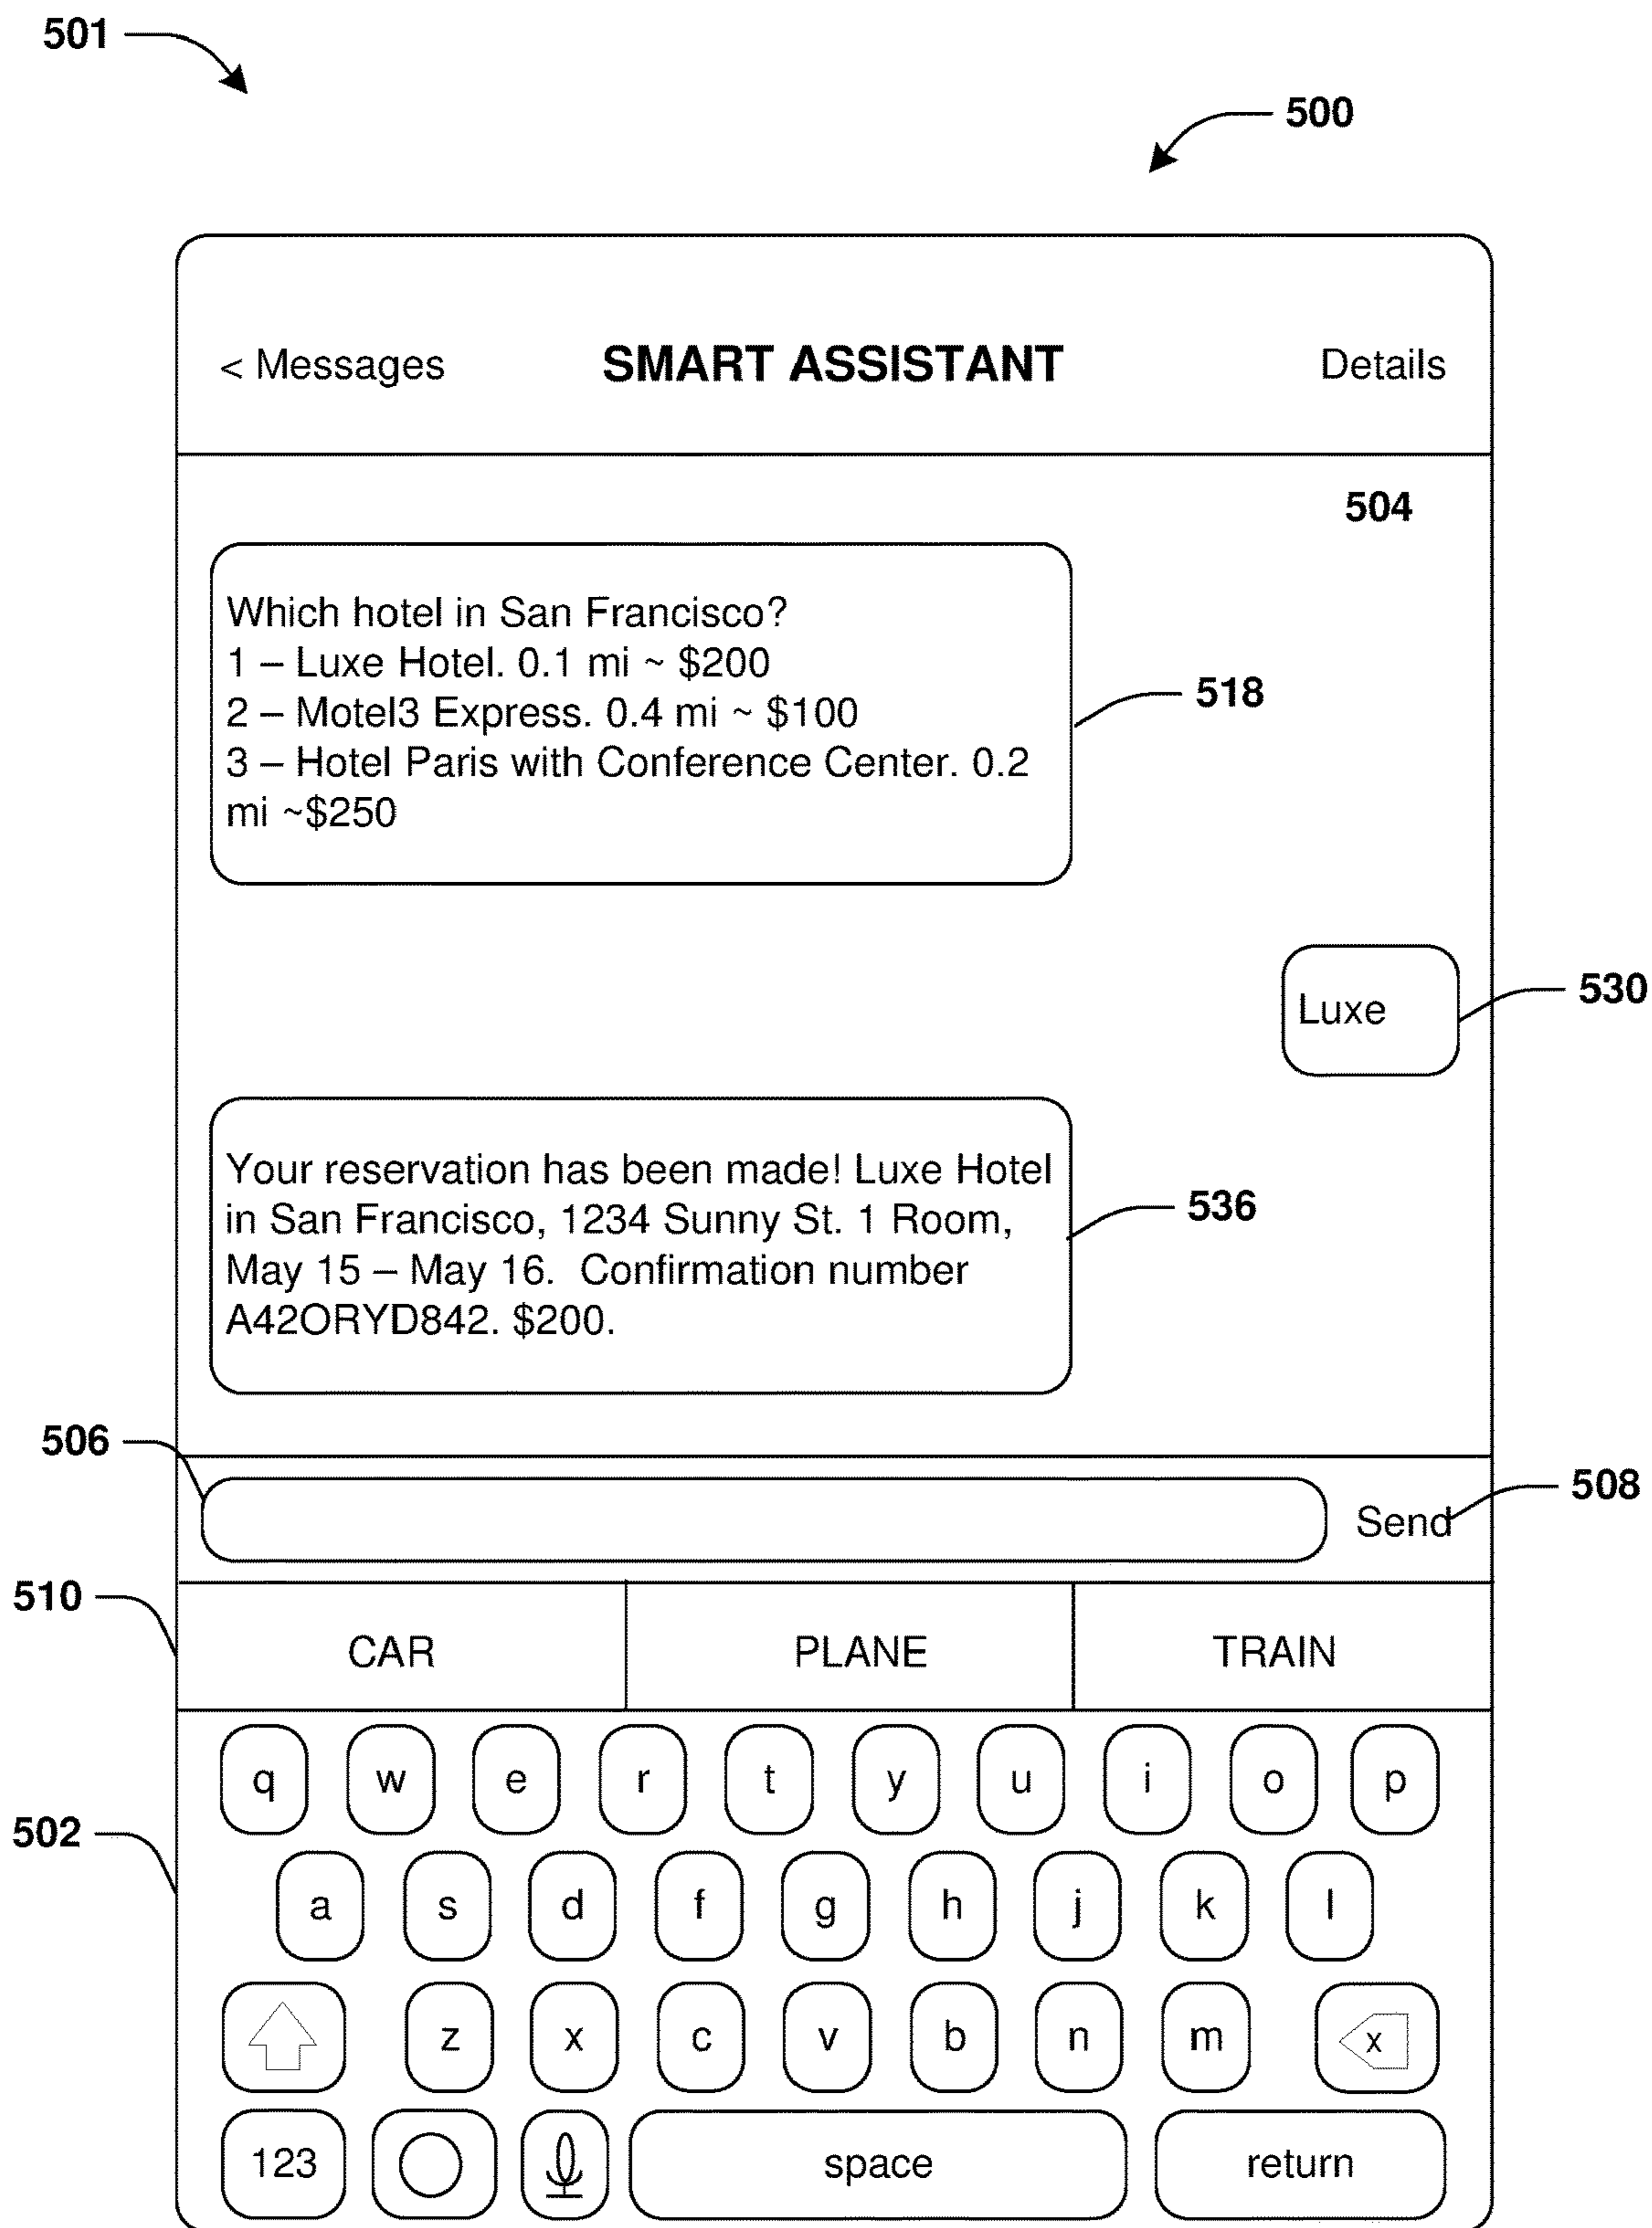 501
500
< Messages SMART ASSISTANT Details
504
Which hotel in San Francisco?
1 – Luxe Hotel. 0.1 mi ~ $200
2 – Motel3 Express. 0.4 mi ~ $100
3 – Hotel Paris with Conference Center. 0.2
mi ~$250
518
Luxe
530
Your reservation has been made! Luxe Hotel
in San Francisco, 1234 Sunny St. 1 Room,
May 15 – May 16. Confirmation number
A42ORYD842. $200.
536
506
Send
508
510
CAR PLANE TRAIN
q w e r t y u i o p
502
a s d f g h j k l
z x c v b n m x
123 space return